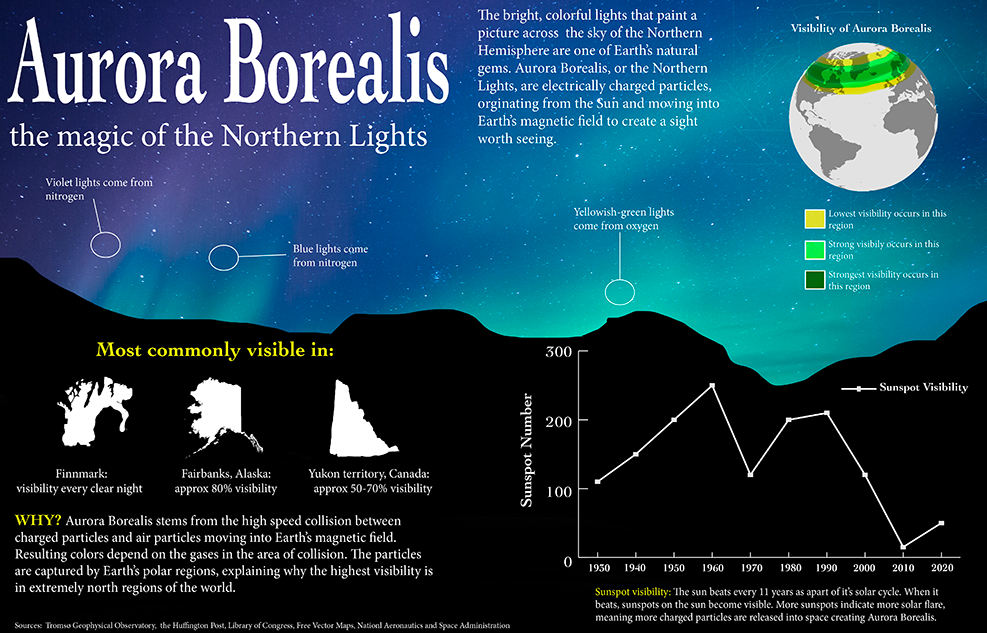 Aurora Borealis
the magic of the Northern Lights
The bright, colorful lights that paint a
picture across the sky of the Northern
Hemisphere are one of Earth's natural
gems. Aurora Borealis, or the Northern
Lights, are electrically charged particles,
orginating from the Sun and moving into
Earth's magnetic field to create a sight
worth seeing.
Visibility of Aurora Borealis
Lowest visibility occurs in this
region
Strong visibily occurs in this
region
Strongest visibility occurs in
this region
Violet lights come from
nitrogen
Blue lights come
from nitrogen
Yellowish-green lights
come from oxygen
Most commonly visible in:
Finnmark:
visibility every clear night
Fairbanks, Alaska:
approx 80% visibility
Yukon territory, Canada:
approx 50-70% visibility
WHY? Aurora Borealis stems from the high speed collision between
charged particles and air particles moving into Earth's magnetic field.
Resulting colors depend on the gases in the area of collision. The particles
are captured by Earth's polar regions, explaining why the highest visibility is
in extremely north regions of the world.
Sunspot Number
300
200
100
0
Sunspot Visibility
1930 1940 1950 1960 1970 1980 1990 2000 2010 2020
Sunspot visibility: The sun beats every 11 years as apart of it's solar cycle. When it
beats, sunspots on the sun become visible. More sunspots indicate more solar flare,
meaning more charged particles are released into space creating Aurora Borealis.
Sources: Tromsø Geophysical Observatory, the Huffington Post, Library of Congress, Free Vector Maps, Nationl Aeronautics and Space Administration